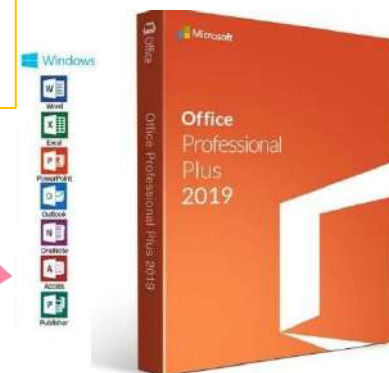 Windows
Word
Excel
PowerPoint
Outlook
OneNote
Access
Publisher
Office
Office Professional Plus 2019
Microsoft
Office
Professional
Plus
2019